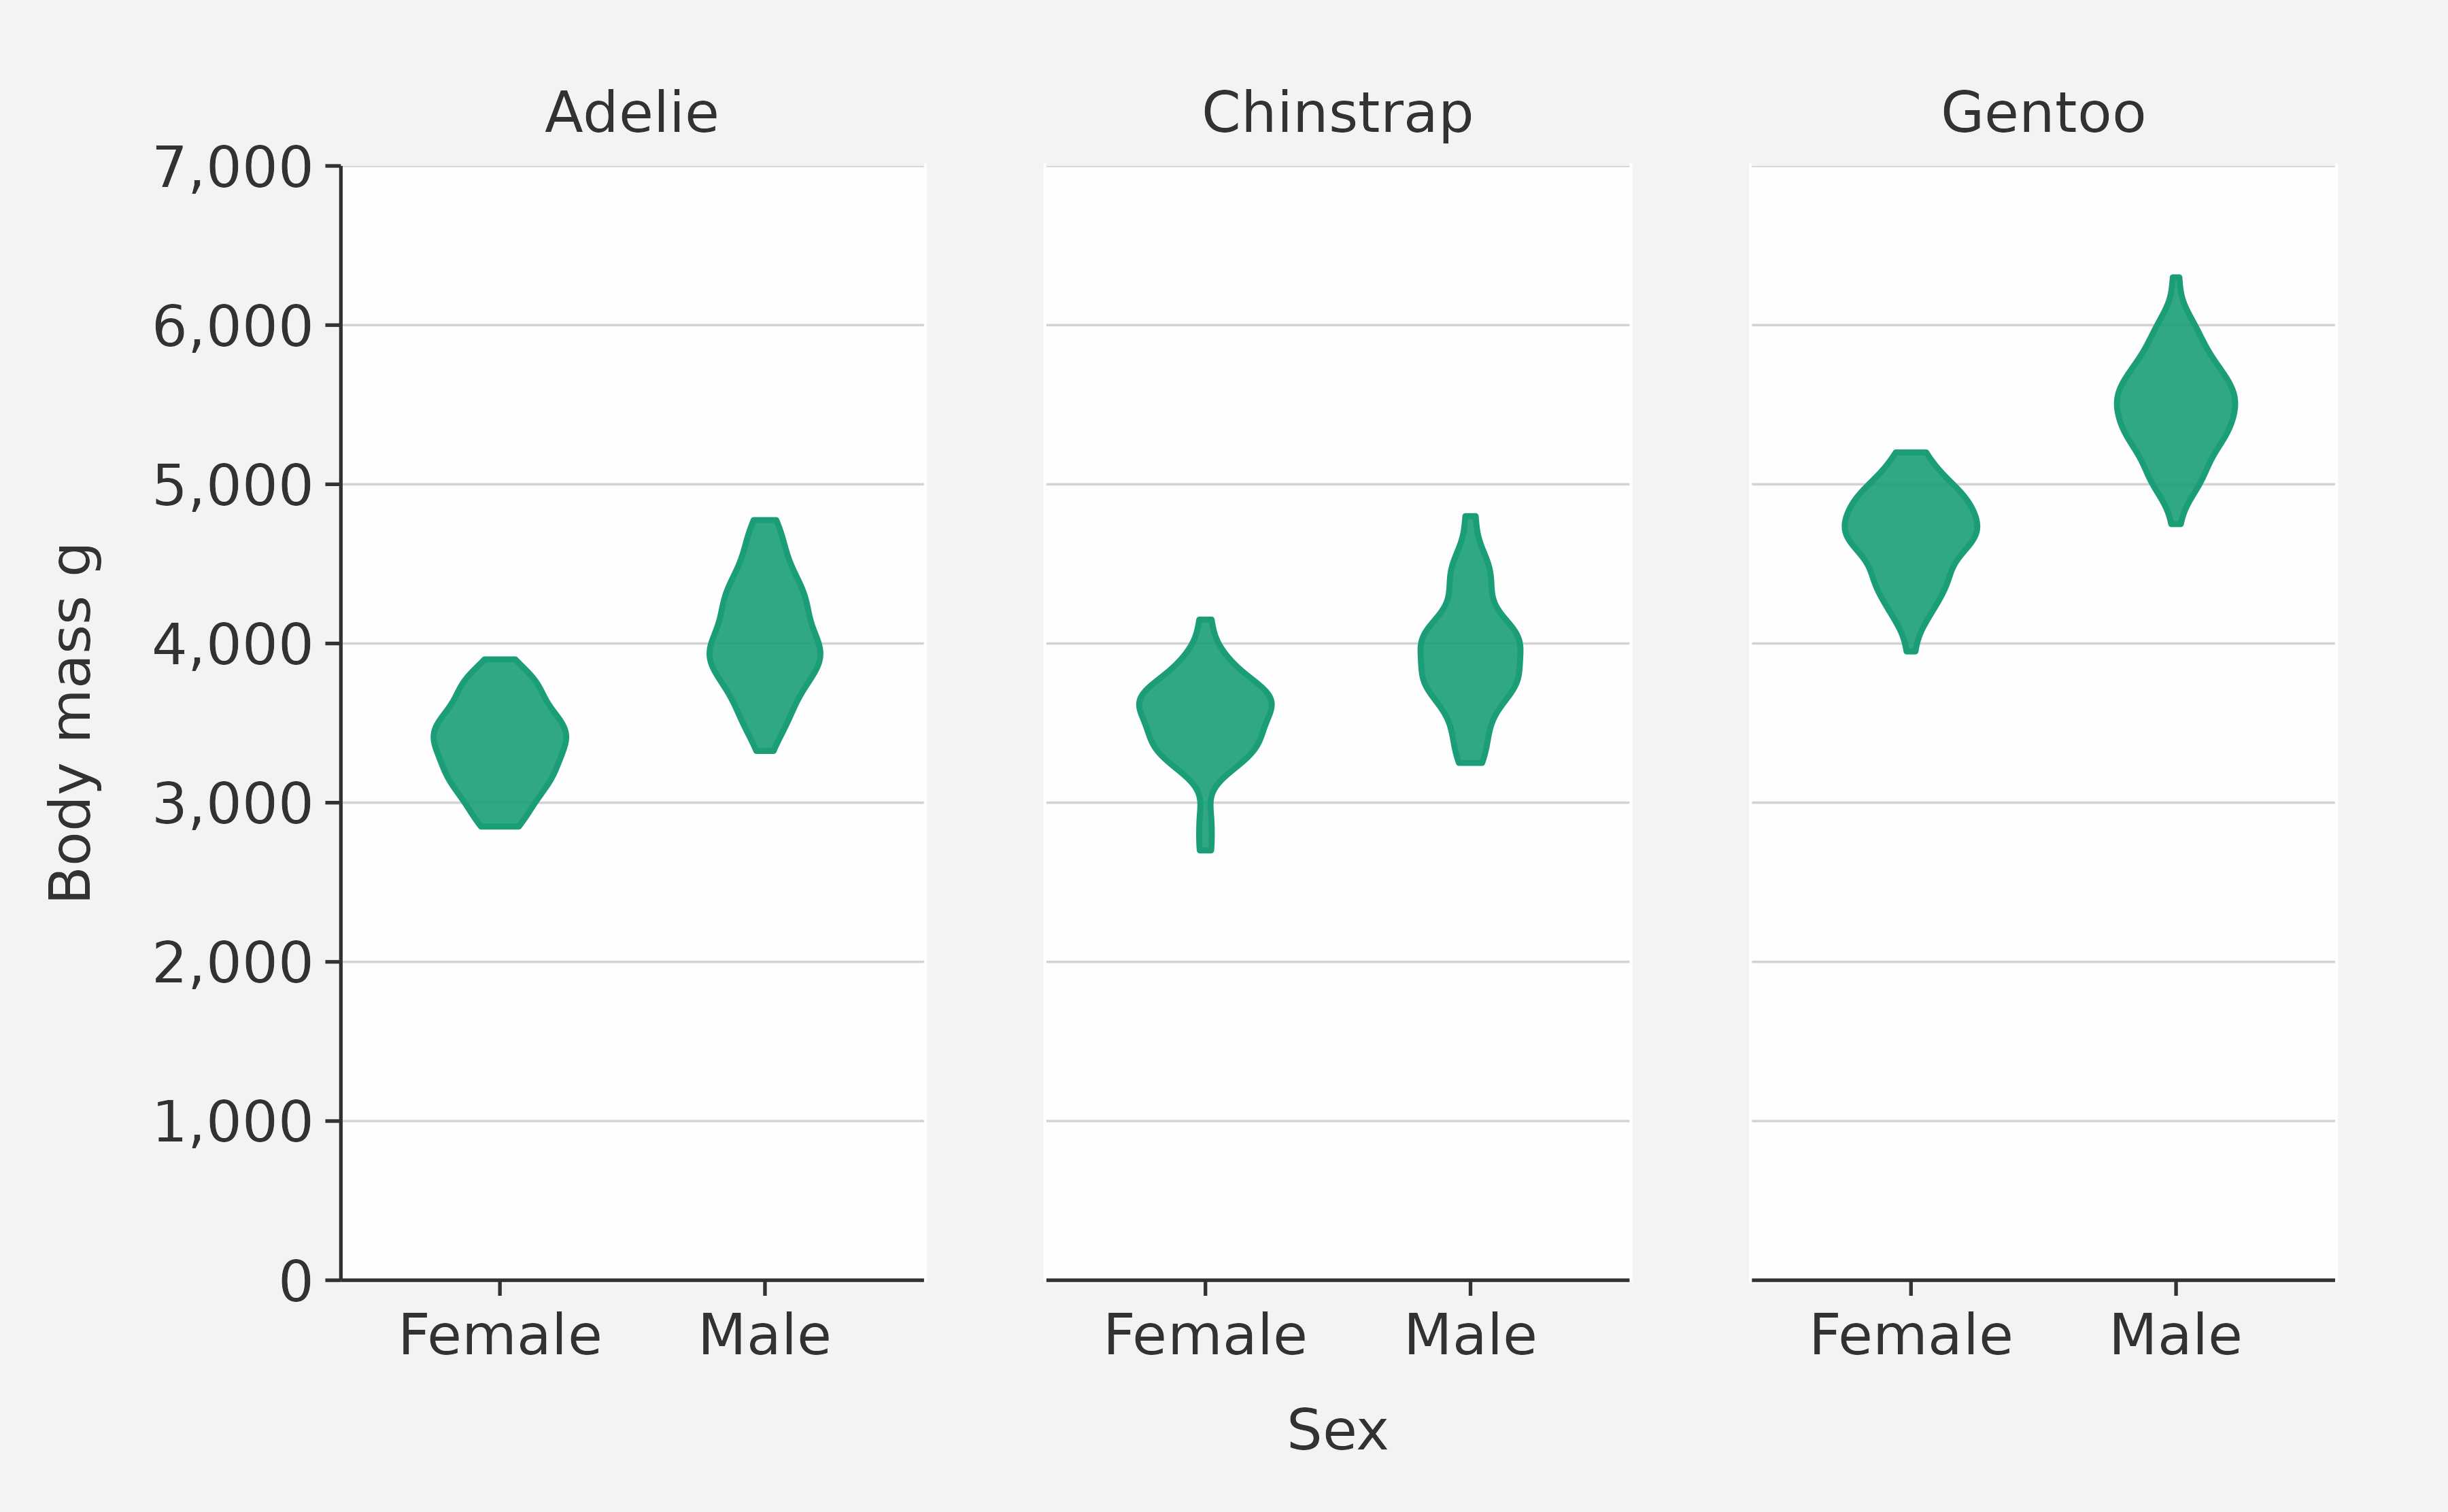 Adelie
Chinstrap
Gentoo
7,000
6,000
5,000
4,000
3,000
2,000
1,000
0
Body mass g
Female Male
Female Male
Female Male
Sex